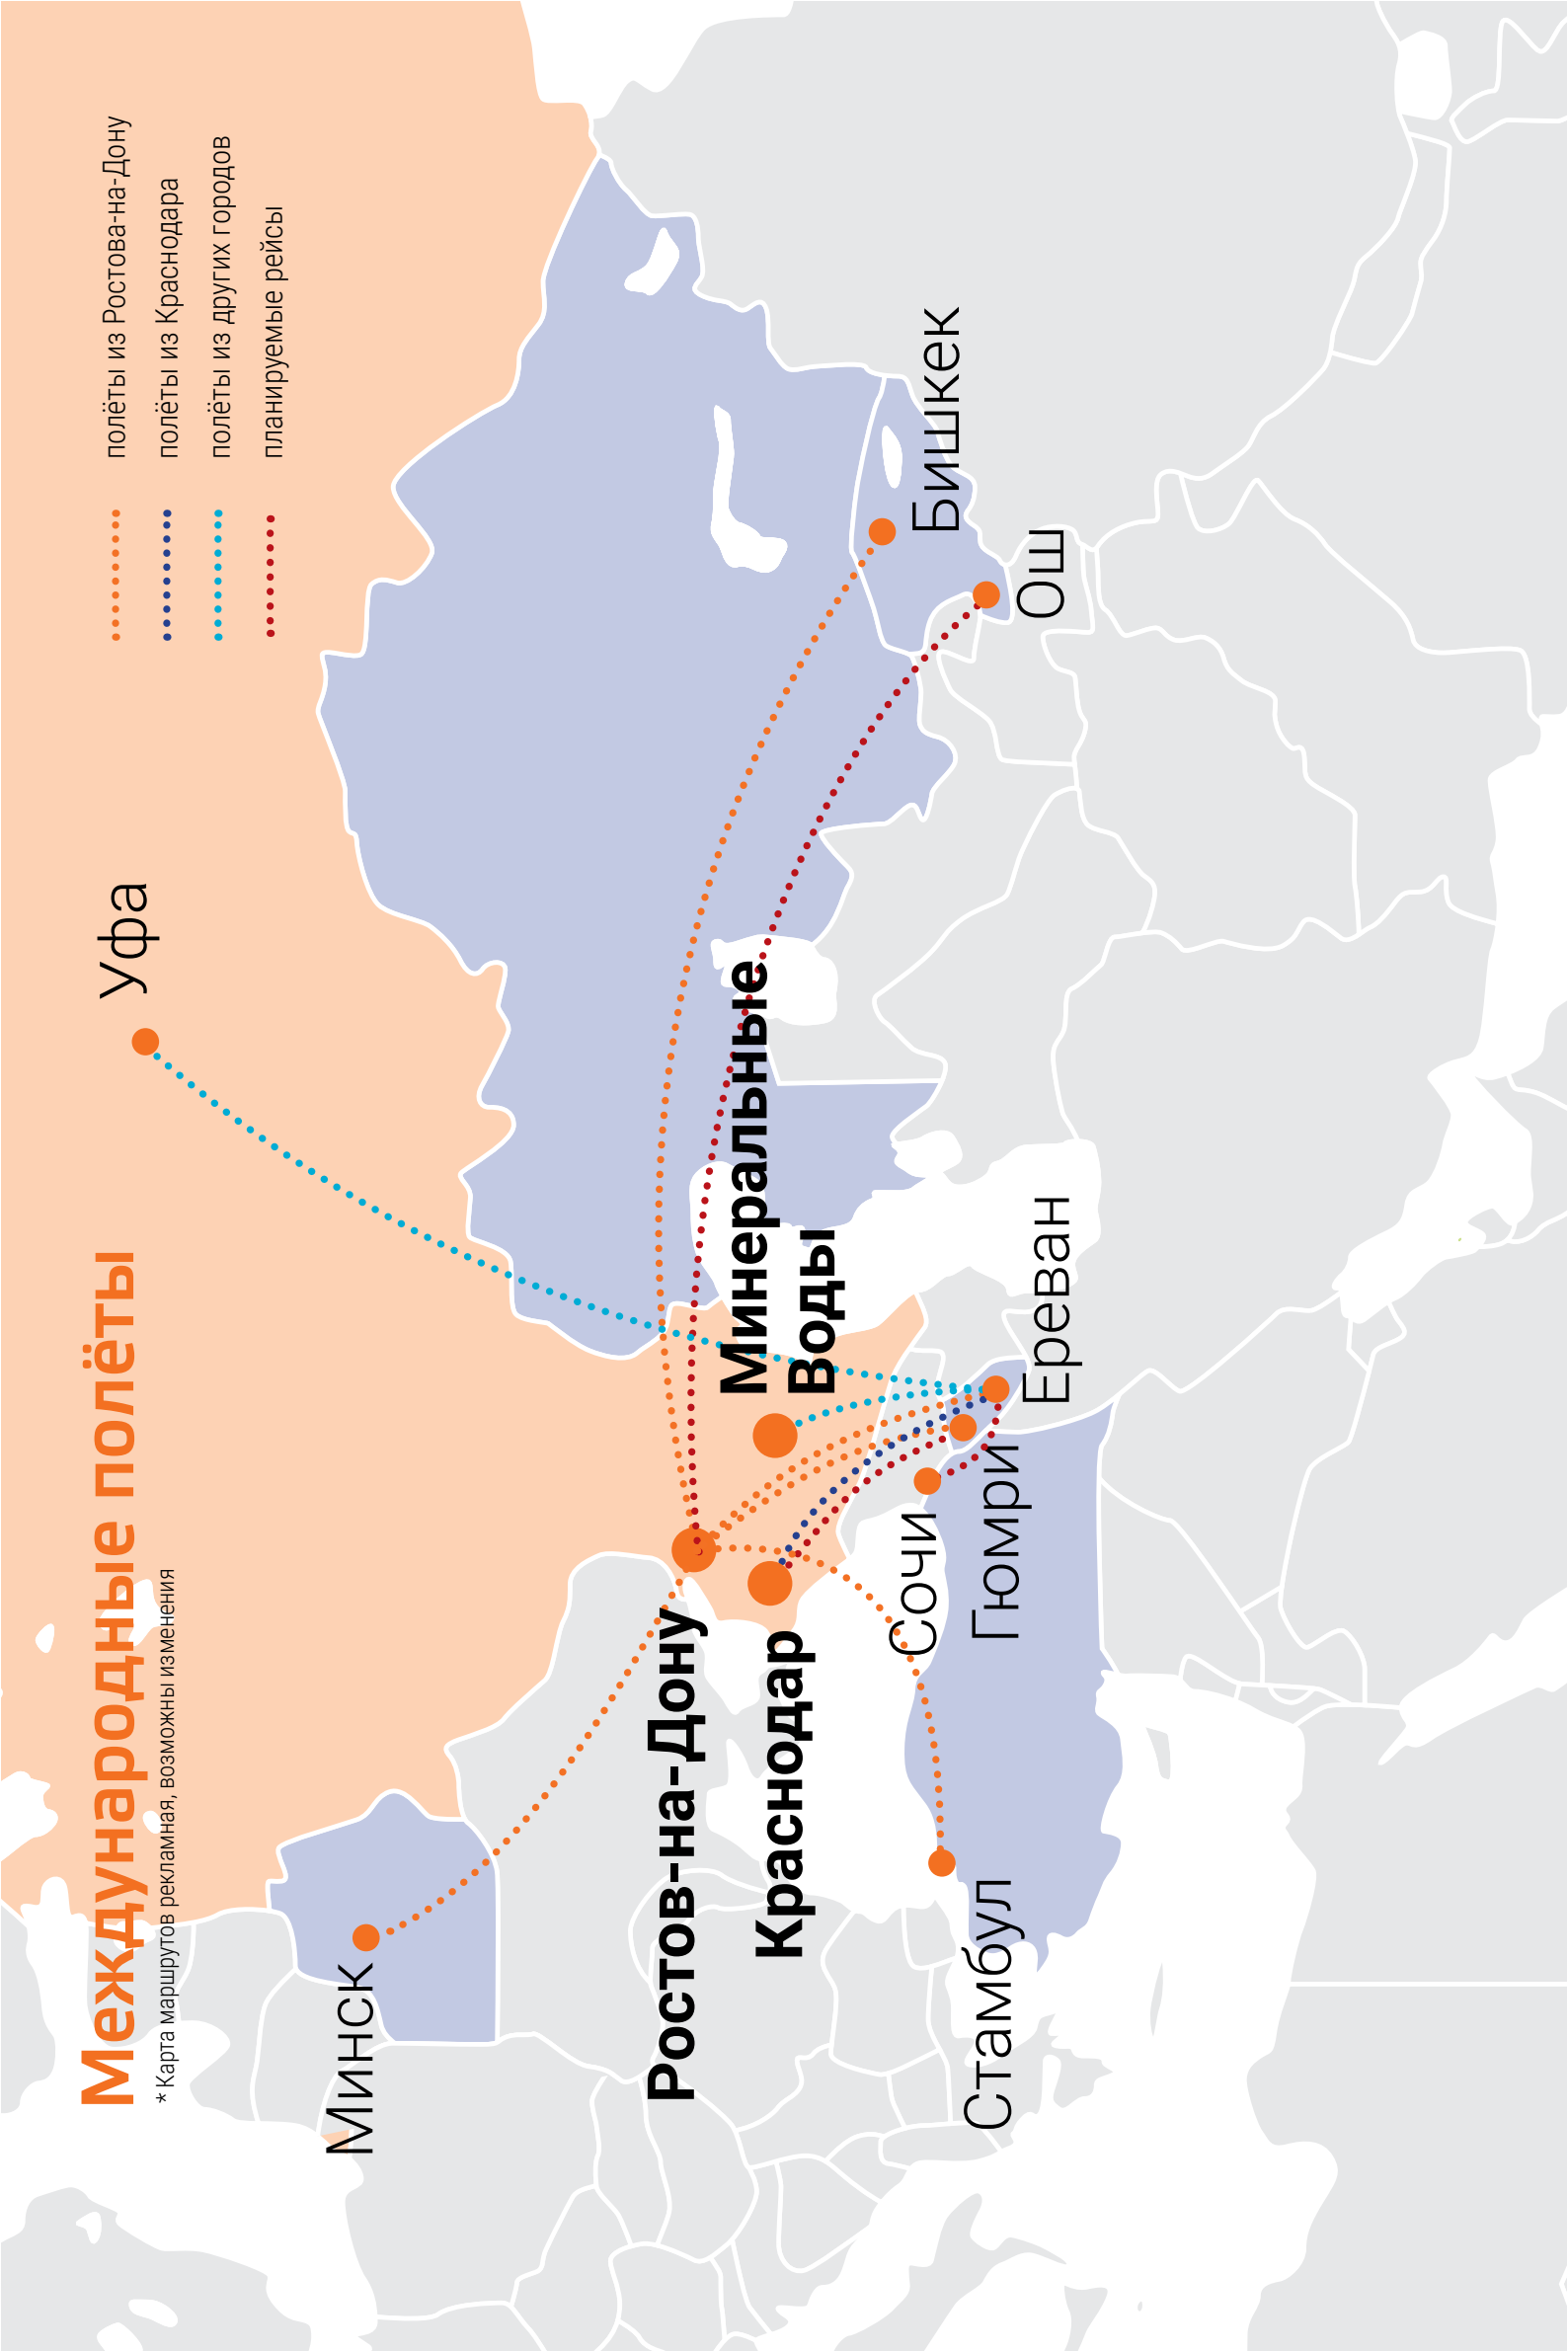 Международные полёты
* Карта маршрутов рекламная, возможны изменения
полёты из Ростова-на-Дону
полёты из Краснодара
полёты из других городов
планируемые рейсы
Уфа
Минск
Ростов-на-Дону
Минеральные
Воды
Краснодар
Бишкек
Сочи
Ош
Гюмри
Стамбул
Ереван